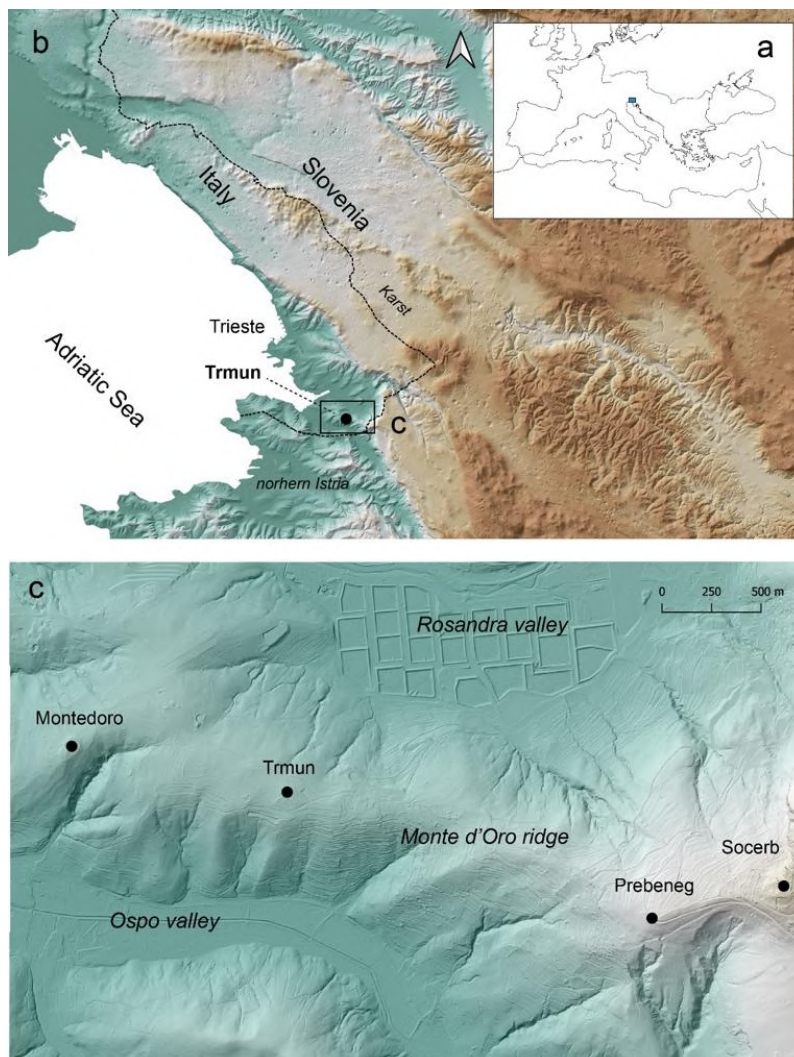 b
a
Slovenia
Italy
Karst
Trieste
Adriatic Sea
Trmun
c
norhern Istria
c
0 250 500 m
Rosandra valley
Montedoro
Trmun
Monte d'Oro ridge
Socerb
Prebeneg
Ospo valley